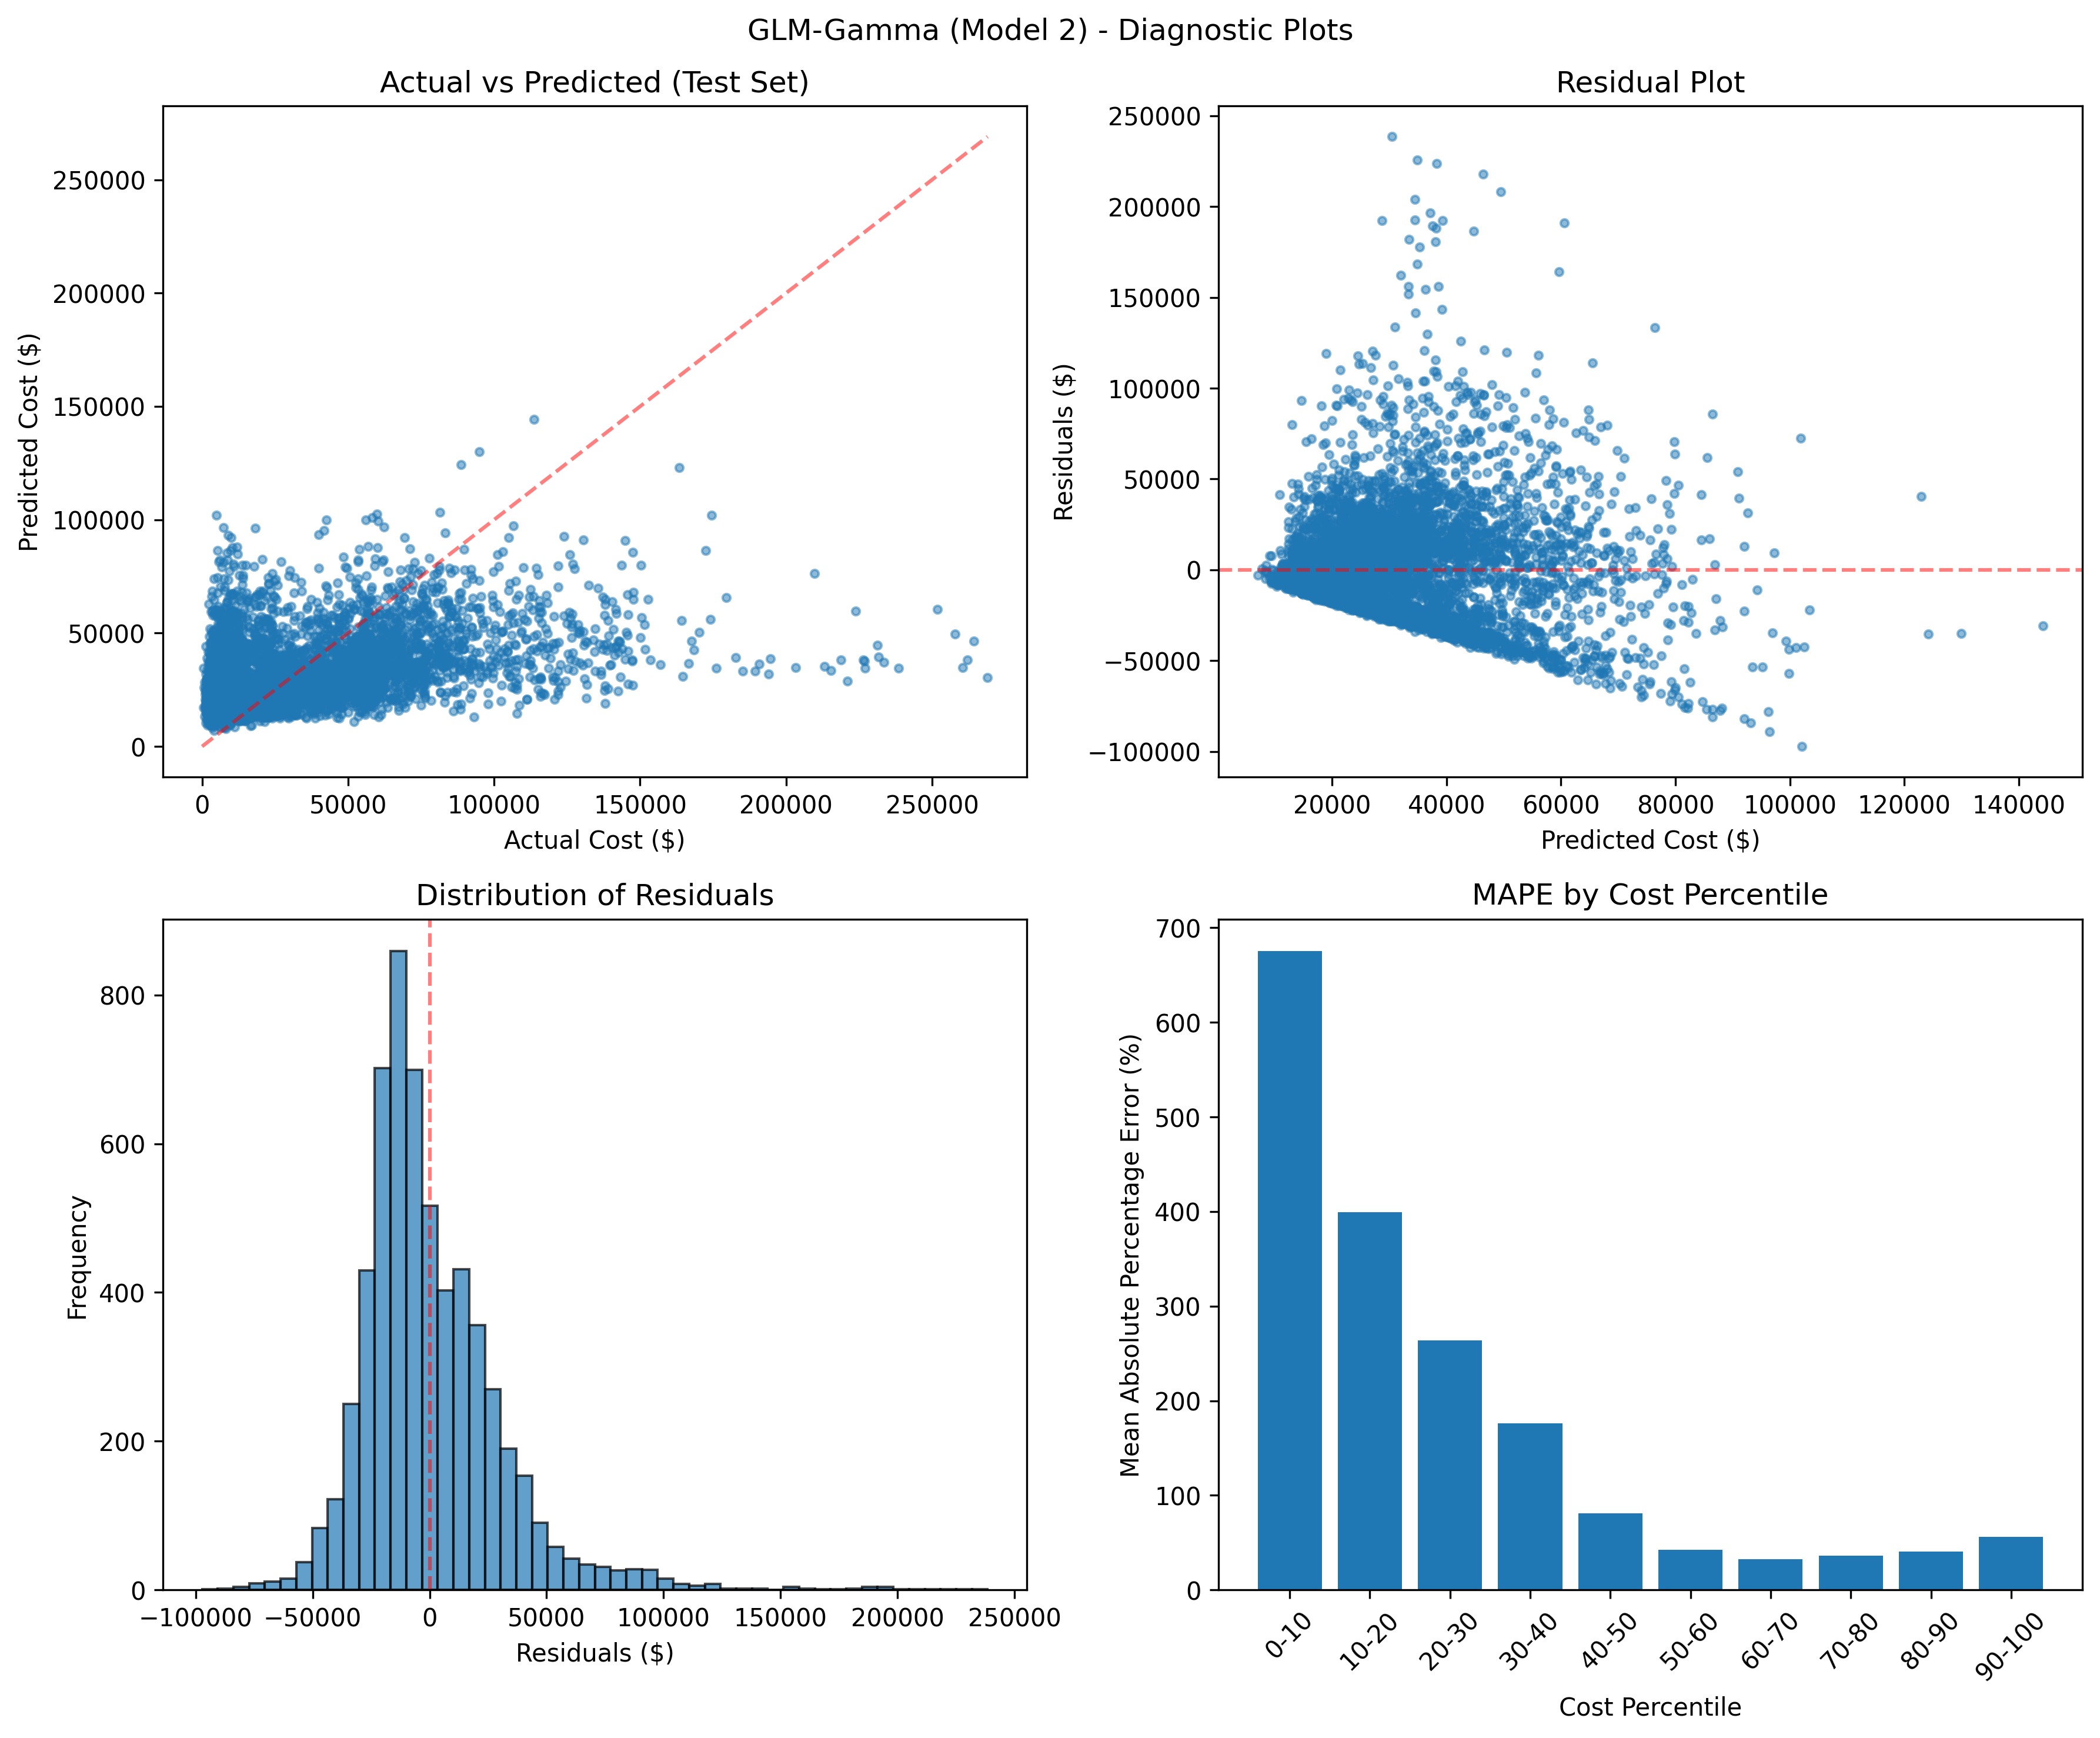 GLM-Gamma (Model 2) - Diagnostic Plots
Actual vs Predicted (Test Set)
Predicted Cost ($)
250000
200000
150000
100000
50000
0
0 50000 100000 150000 200000 250000
Actual Cost ($)
Residual Plot
Residuals ($)
250000
200000
150000
100000
50000
0
−50000
−100000
20000 40000 60000 80000 100000 120000 140000
Predicted Cost ($)
Distribution of Residuals
Frequency
800
600
400
200
0
−100000 −50000 0 50000 100000 150000 200000 250000
Residuals ($)
MAPE by Cost Percentile
Mean Absolute Percentage Error (%)
700
600
500
400
300
200
100
0
0-10 10-20 20-30 30-40 40-50 50-60 60-70 70-80 80-90 90-100
Cost Percentile